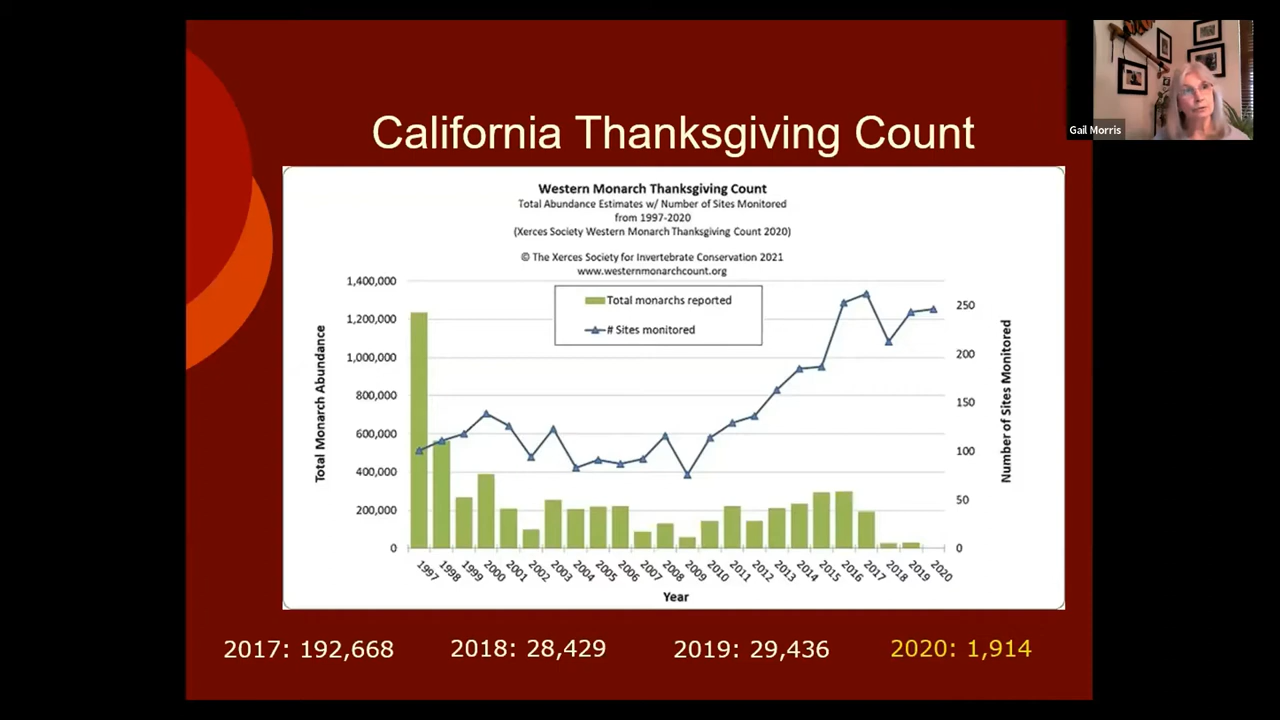 Gail Morris
California Thanksgiving Count
Western Monarch Thanksgiving Count
Total Abundance Estimates w/ Number of Sites Monitored
from 1997-2020
(Xerces Society Western Monarch Thanksgiving Count 2020)
© The Xerces Society for Invertebrate Conservation 2021
www.westernmonarchcount.org
Total monarchs reported
# Sites monitored
Total Monarch Abundance
1,400,000
1,200,000
1,000,000
800,000
600,000
400,000
200,000
0
250
200
150
100
50
0
Number of Sites Monitored
1997 1998 1999 2000 2001 2002 2003 2004 2005 2006 2007 2008 2009 2010 2011 2012 2013 2014 2015 2016 2017 2018 2019 2020
Year
2017: 192,668 2018: 28,429 2019: 29,436 2020: 1,914